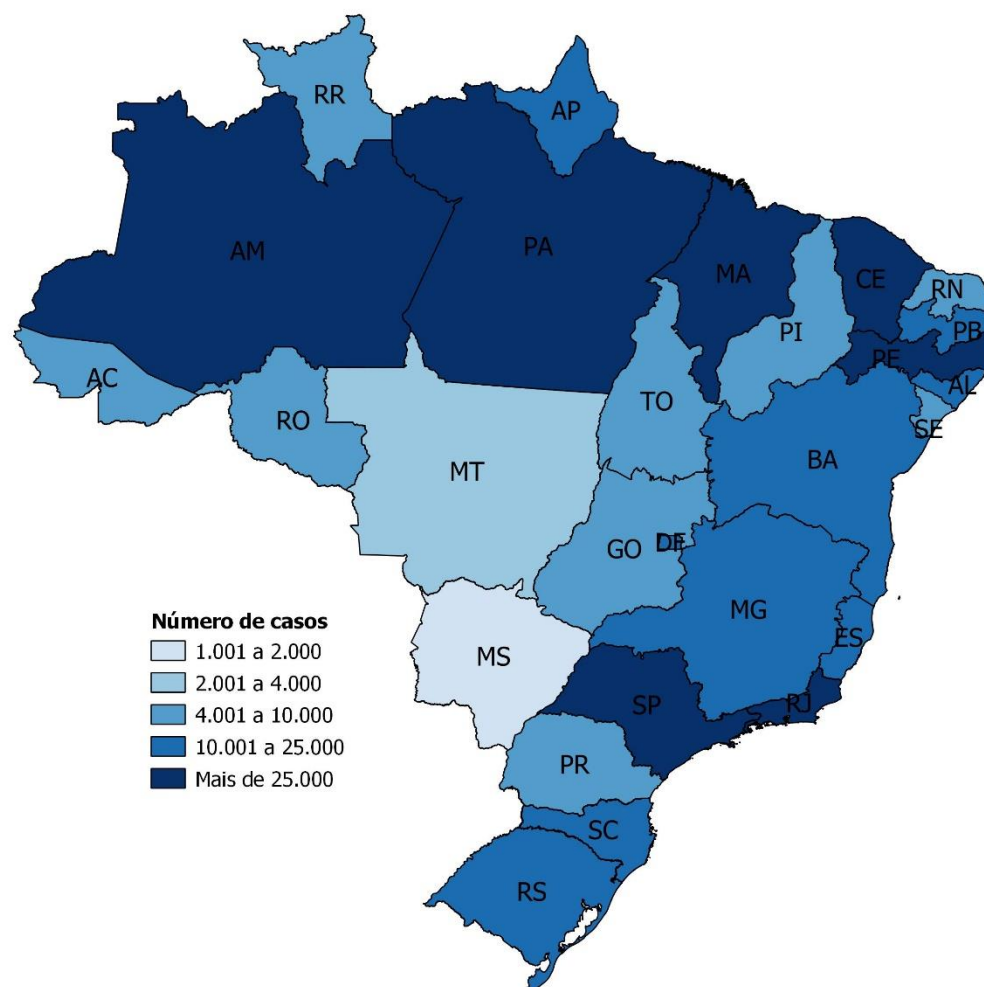 RR
AP
AM
PA
MA
CE
RN
PI
PB
PE
AC
AL
TO
RO
SE
BA
MT
GO
DF
MG
ES
MS
SP
RJ
PR
SC
RS
Número de casos
1.001 a 2.000
2.001 a 4.000
4.001 a 10.000
10.001 a 25.000
Mais de 25.000